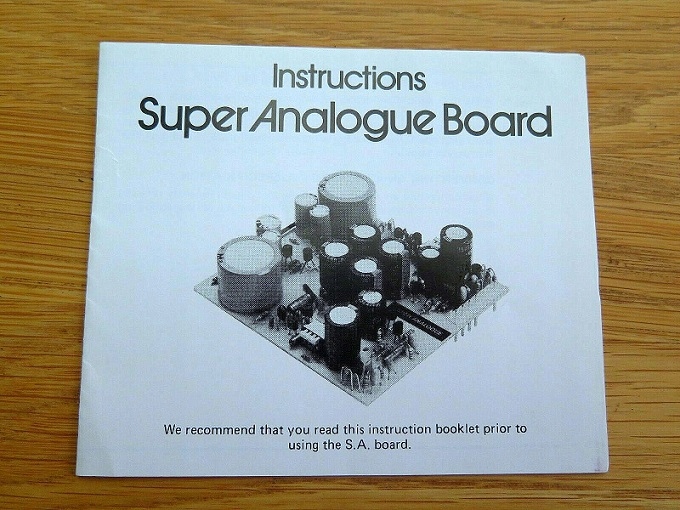 Instructions
Super Analogue Board
We recommend that you read this instruction booklet prior to
using the S.A. board.